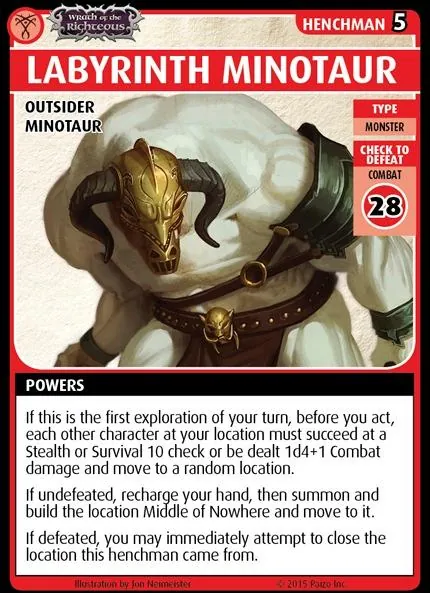 Wrath of the
Righteous
HENCHMAN 5
LABYRINTH MINOTAUR
OUTSIDER
MINOTAUR
TYPE
MONSTER
CHECK TO
DEFEAT
COMBAT
28
POWERS
If this is the first exploration of your turn, before you act,
each other character at your location must succeed at a
Stealth or Survival 10 check or be dealt 1d4+1 Combat
damage and move to a random location.
If undefeated, recharge your hand, then summon and
build the location Middle of Nowhere and move to it.
If defeated, you may immediately attempt to close the
location this henchman came from.
Illustration by Jon Neimeister
© 2015 Paizo Inc.